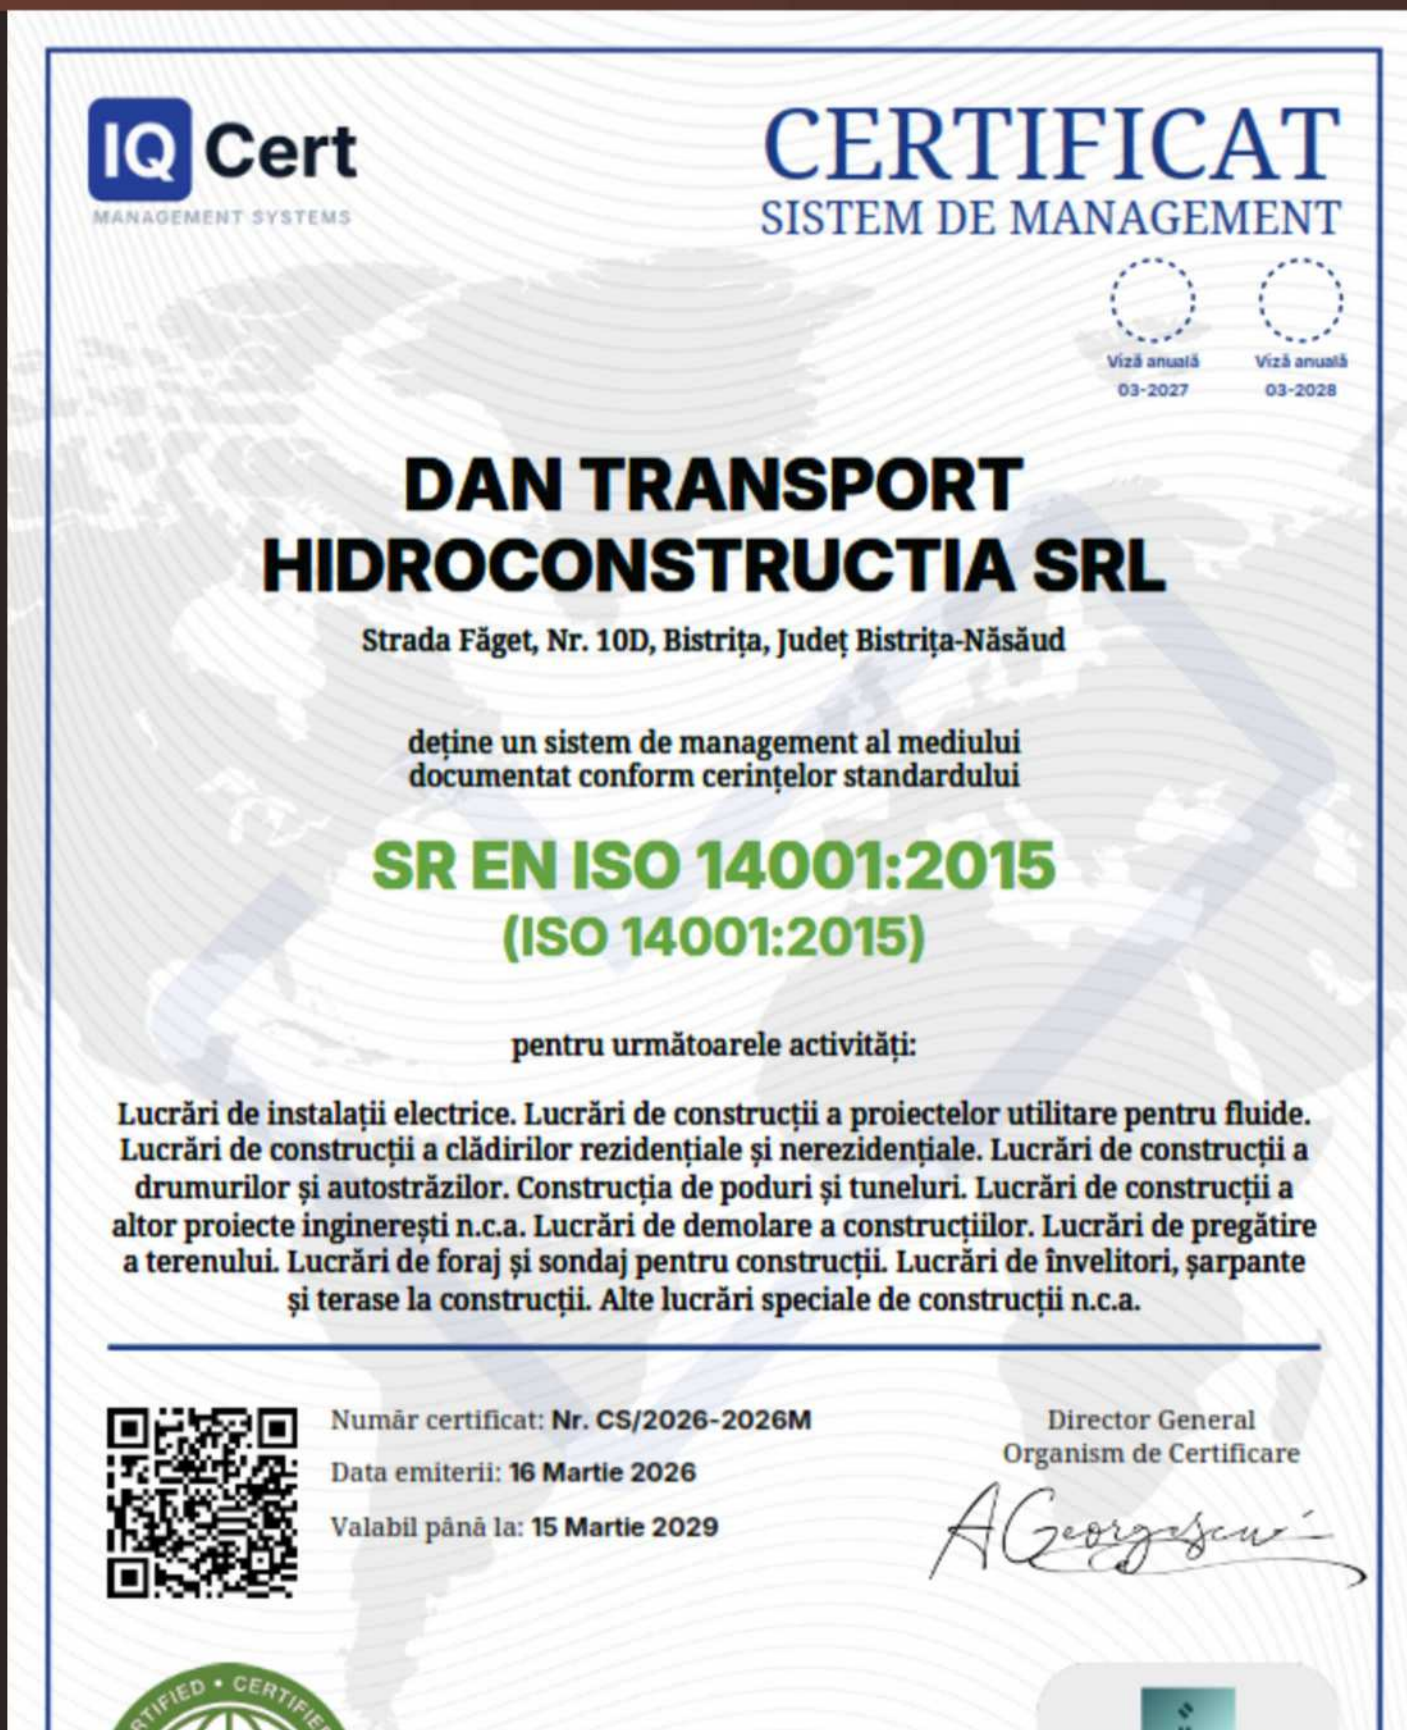 IQ Cert
MANAGEMENT SYSTEMS
CERTIFICAT
SISTEM DE MANAGEMENT
Viză anuală
03-2027
Viză anuală
03-2028
DAN TRANSPORT
HIDROCONSTRUCTIA SRL
Strada Făget, Nr. 10D, Bistrița, Județ Bistrița-Năsăud
deține un sistem de management al mediului
documentat conform cerințelor standardului
SR EN ISO 14001:2015
(ISO 14001:2015)
pentru următoarele activități:
Lucrări de instalații electrice. Lucrări de construcții a proiectelor utilitare pentru fluide.
Lucrări de construcții a clădirilor rezidențiale și nerezidențiale. Lucrări de construcții a
drumurilor și autostrăzilor. Construcția de poduri și tuneluri. Lucrări de construcții a
altor proiecte inginerești n.c.a. Lucrări de demolare a construcțiilor. Lucrări de pregătire
a terenului. Lucrări de foraj și sondaj pentru construcții. Lucrări de învelitori, șarpante
și terase la construcții. Alte lucrări speciale de construcții n.c.a.
Număr certificat: Nr. CS/2026-2026M
Data emiterii: 16 Martie 2026
Valabil până la: 15 Martie 2029
Director General
Organism de Certificare
A Georgescu